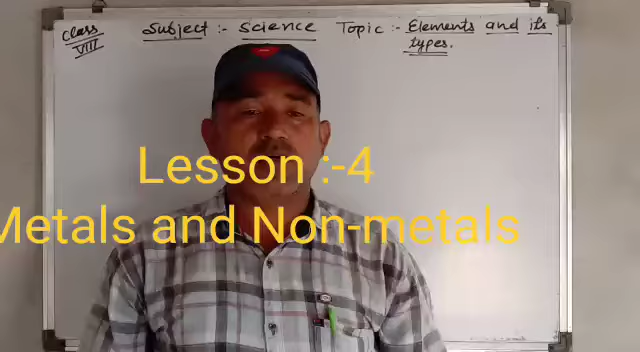 class
VIII
Subject :- Science Topic :- Elements and its
types.
Lesson :-4
Metals and Non-metals